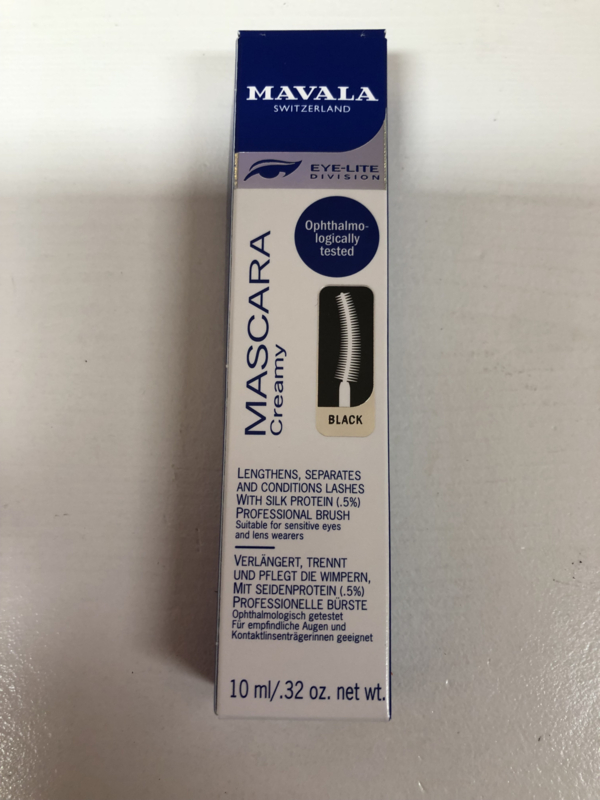 MAVALA
SWITZERLAND
EYE-LITE
DIVISION
Ophthalmo-
logically
tested
MASCARA
Creamy
BLACK
LENGTHENS, SEPARATES
AND CONDITIONS LASHES
WITH SILK PROTEIN (.5%)
PROFESSIONAL BRUSH
Suitable for sensitive eyes
and lens wearers
VERLÄNGERT, TRENNT
UND PFLEGT DIE WIMPERN,
MIT SEIDENPROTEIN (.5%)
PROFESSIONELLE BÜRSTE
Ophthalmologisch getestet
Für empfindliche Augen und
Kontaktlinsenträgerinnen geeignet
10 ml/.32 oz. net wt.